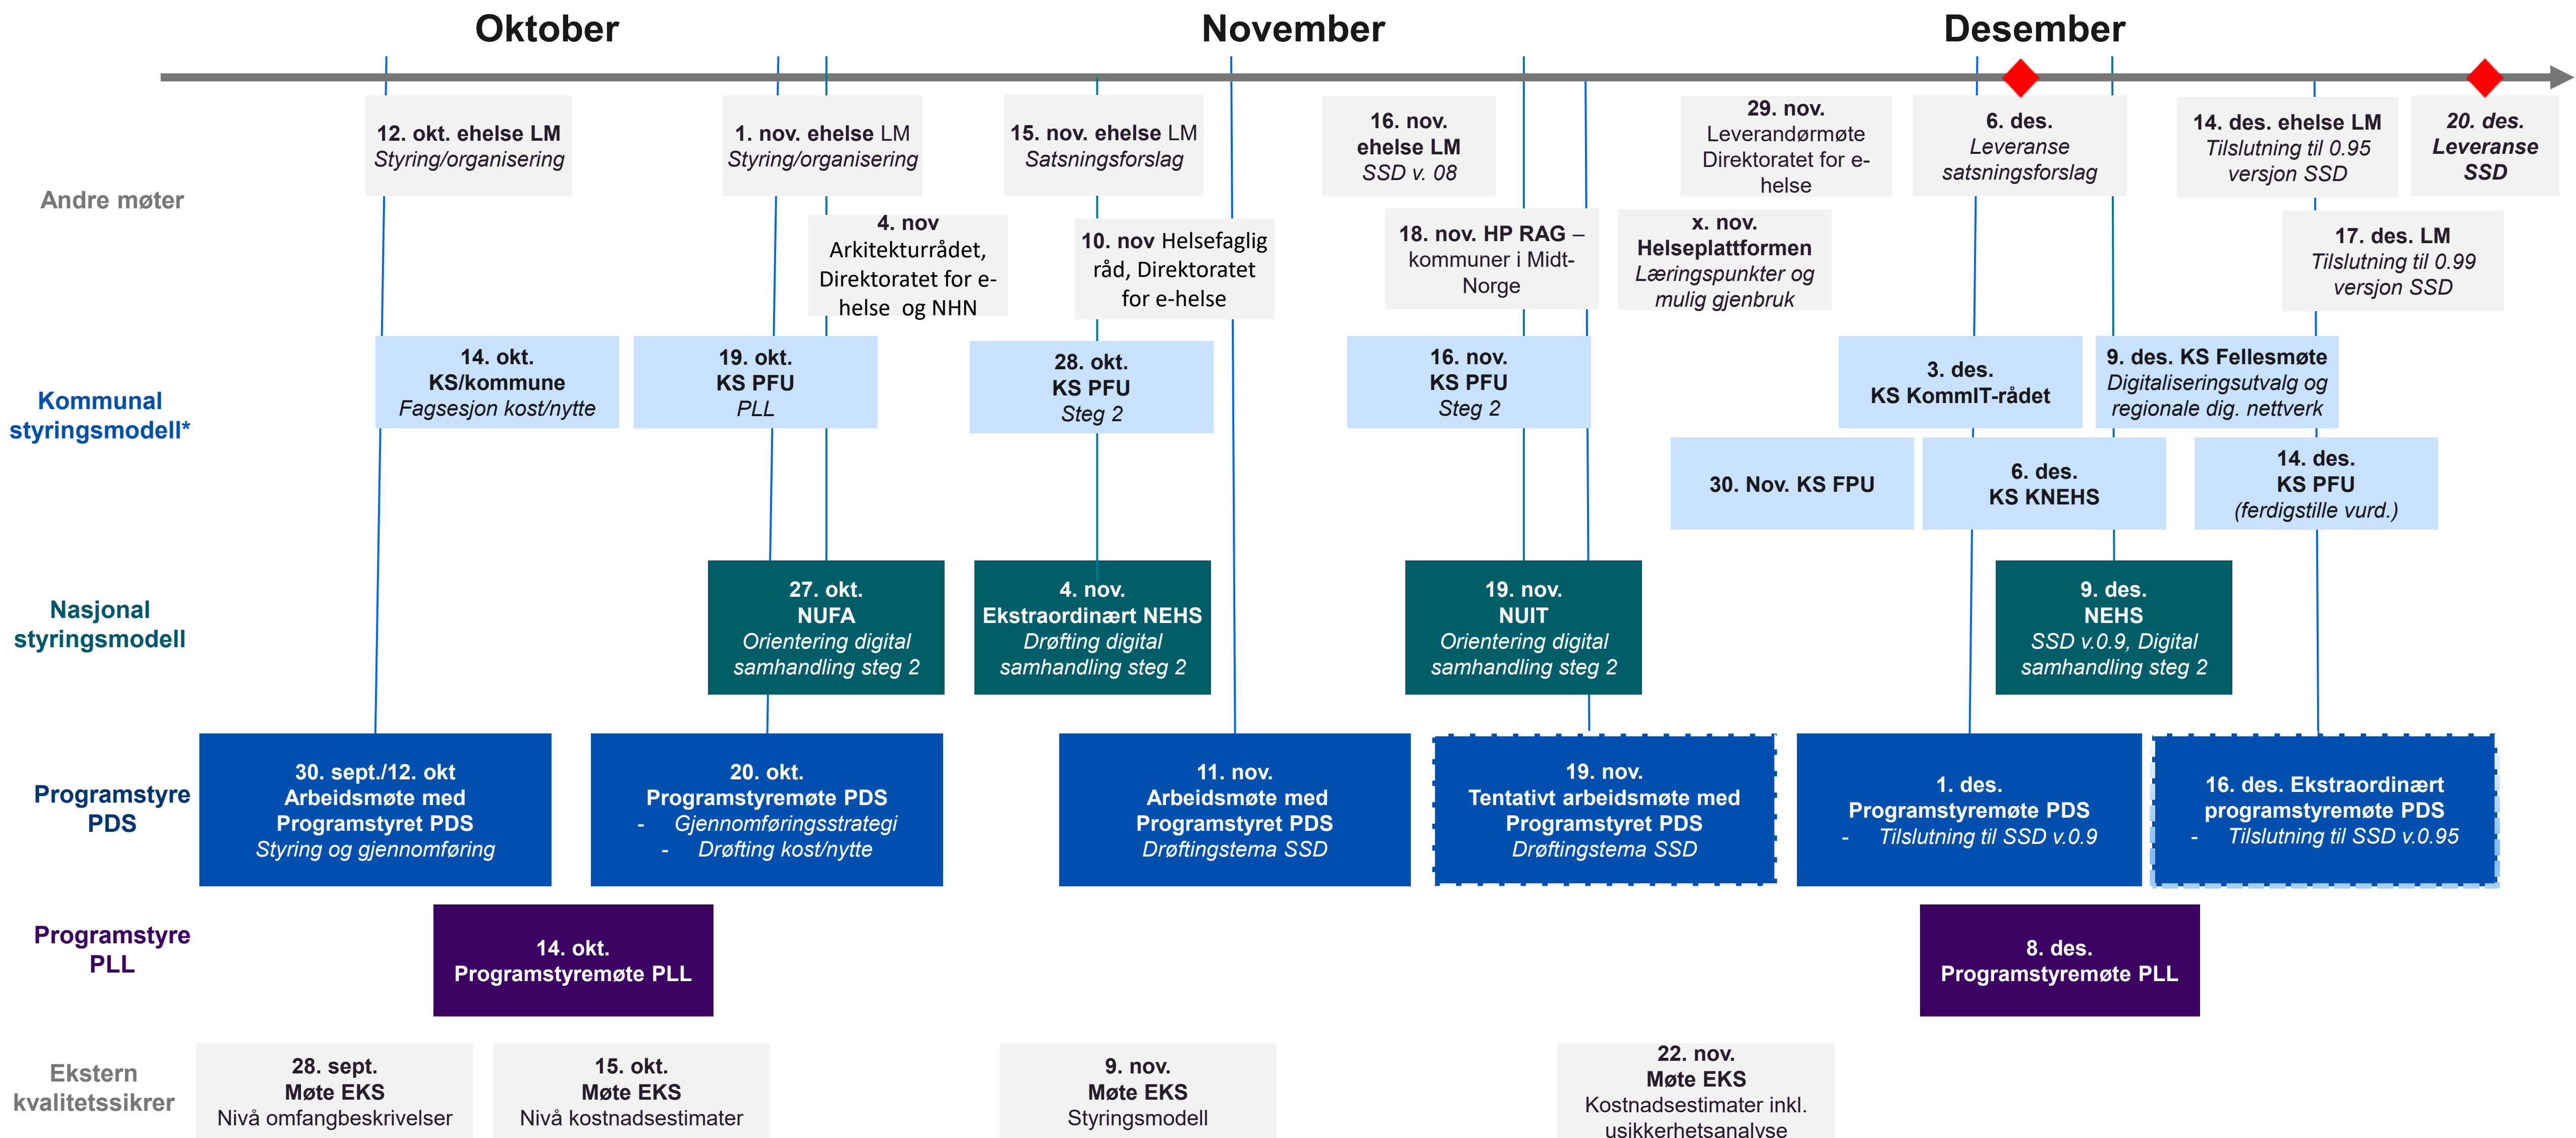 Oktober
November
Desember
Andre møter
12. okt. ehelse LM
Styring/organisering
1. nov. ehelse LM
Styring/organisering
15. nov. ehelse LM
Satsningsforslag
16. nov.
ehelse LM
SSD v. 08
29. nov.
Leverandørmøte
Direktoratet for e-
helse
6. des.
Leveranse
satsningsforslag
14. des. ehelse LM
Tilslutning til 0.95
versjon SSD
20. des.
Leveranse
SSD
4. nov
Arkitekturrådet,
Direktoratet for e-
helse og NHN
10. nov Helsefaglig
råd, Direktoratet
for e-helse
18. nov. HP RAG –
kommuner i Midt-
Norge
x. nov.
Helseplattformen
Læringspunkter og
mulig gjenbruk
17. des. LM
Tilslutning til 0.99
versjon SSD
Kommunal
styringsmodell*
14. okt.
KS/kommune
Fagsesjon kost/nytte
19. okt.
KS PFU
PLL
28. okt.
KS PFU
Steg 2
16. nov.
KS PFU
Steg 2
3. des.
KS KommIT-rådet
9. des. KS Fellesmøte
Digitaliseringsutvalg og
regionale dig. nettverk
30. Nov. KS FPU
6. des.
KS KNEHS
14. des.
KS PFU
(ferdigstille vurd.)
Nasjonal
styringsmodell
27. okt.
NUFA
Orientering digital
samhandling steg 2
4. nov.
Ekstraordinært NEHS
Drøfting digital
samhandling steg 2
19. nov.
NUIT
Orientering digital
samhandling steg 2
9. des.
NEHS
SSD v.0.9, Digital
samhandling steg 2
Programstyre
PDS
30. sept./12. okt
Arbeidsmøte med
Programstyret PDS
Styring og gjennomføring
20. okt.
Programstyremøte PDS
- Gjennomføringsstrategi
- Drøfting kost/nytte
11. nov.
Arbeidsmøte med
Programstyret PDS
Drøftingstema SSD
19. nov.
Tentativt arbeidsmøte med
Programstyret PDS
Drøftingstema SSD
1. des.
Programstyremøte PDS
- Tilslutning til SSD v.0.9
16. des. Ekstraordinært
programstyremøte PDS
- Tilslutning til SSD v.0.95
Programstyre
PLL
14. okt.
Programstyremøte PLL
8. des.
Programstyremøte PLL
Ekstern
kvalitetssikrer
28. sept.
Møte EKS
Nivå omfangbeskrivelser
15. okt.
Møte EKS
Nivå kostnadsestimater
9. nov.
Møte EKS
Styringsmodell
22. nov.
Møte EKS
Kostnadsestimater inkl.
usikkerhetsanalyse